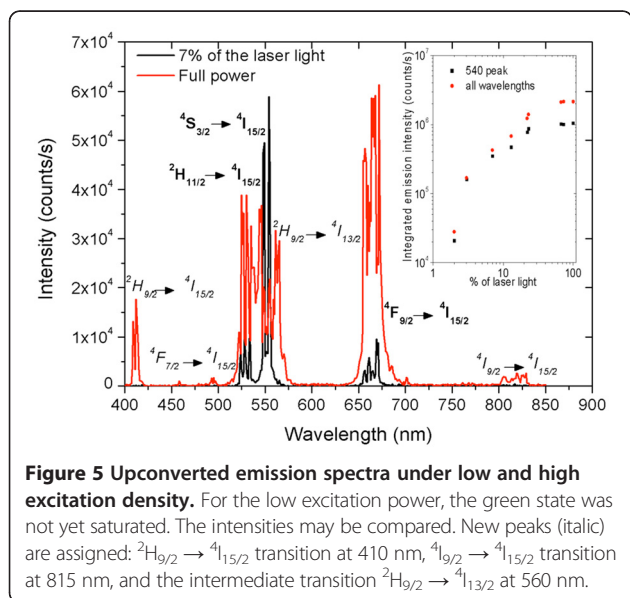 7% of the laser light
Full power
⁴S₃/₂ → ⁴I₁₅/₂
²H₁₁/₂ → ⁴I₁₅/₂
²H₉/₂ → ⁴I₁₃/₂
²H₉/₂ → ⁴I₁₅/₂
⁴F₇/₂ → ⁴I₁₅/₂
⁴F₉/₂ → ⁴I₁₅/₂
⁴I₉/₂ → ⁴I₁₅/₂
7x10⁴
6x10⁴
5x10⁴
4x10⁴
3x10⁴
2x10⁴
1x10⁴
0
Intensity (counts/s)
400 450 500 550 600 650 700 750 800 850 900
Wavelength (nm)
540 peak
all wavelengths
10⁷
10⁶
10⁵
10⁴
Integrated emission intensity (counts/s)
1 10 100
% of laser light
Figure 5 Upconverted emission spectra under low and high
excitation density. For the low excitation power, the green state was
not yet saturated. The intensities may be compared. New peaks (italic)
are assigned: ²H₉/₂ → ⁴I₁₅/₂ transition at 410 nm, ⁴I₉/₂ → ⁴I₁₅/₂ transition
at 815 nm, and the intermediate transition ²H₉/₂ → ⁴I₁₃/₂ at 560 nm.